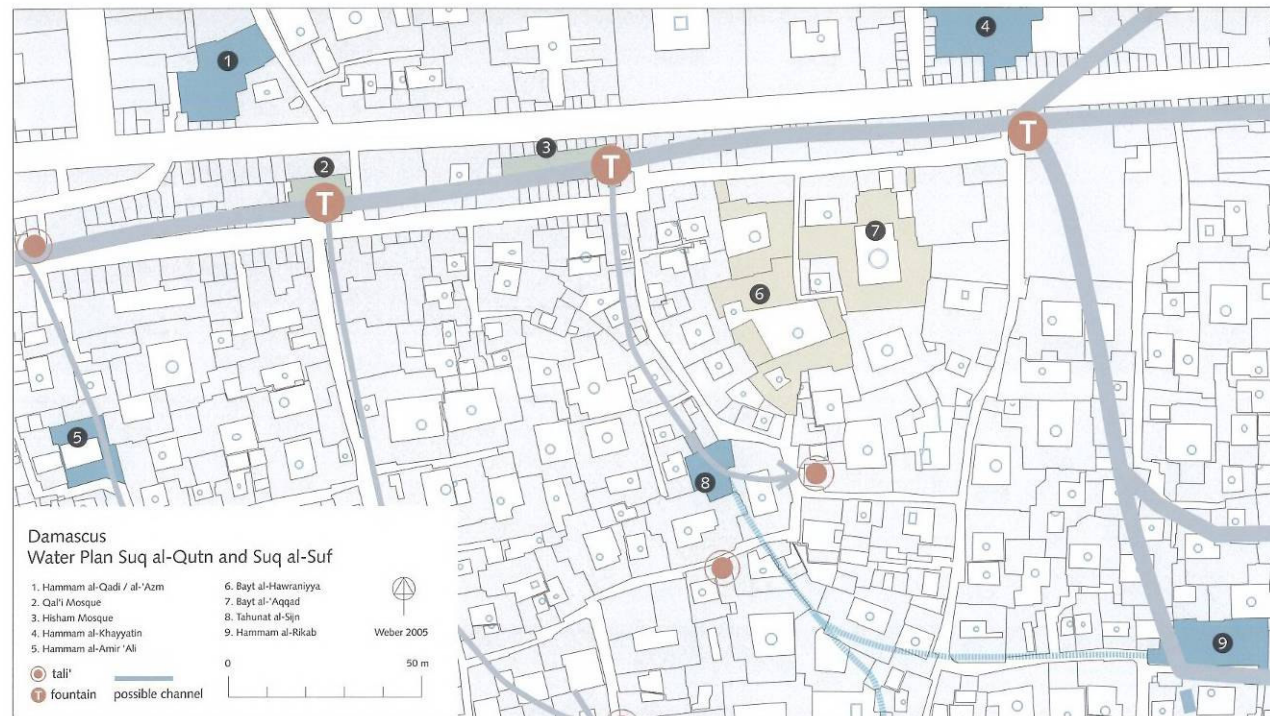 1
4
2
3
T
T
T
7
6
5
8
9
Damascus
Water Plan Suq al-Qutn and Suq al-Suf
1. Hammam al-Qadi / al-'Azm
2. Qal'i Mosque
3. Hisham Mosque
4. Hammam al-Khayyatin
5. Hammam al-Amir 'Ali
6. Bayt al-Hawraniyya
7. Bayt al-'Aqqad
8. Tahunat al-Sijn
9. Hammam al-Rikab
Weber 2005
tali'
T fountain
possible channel
0 50 m